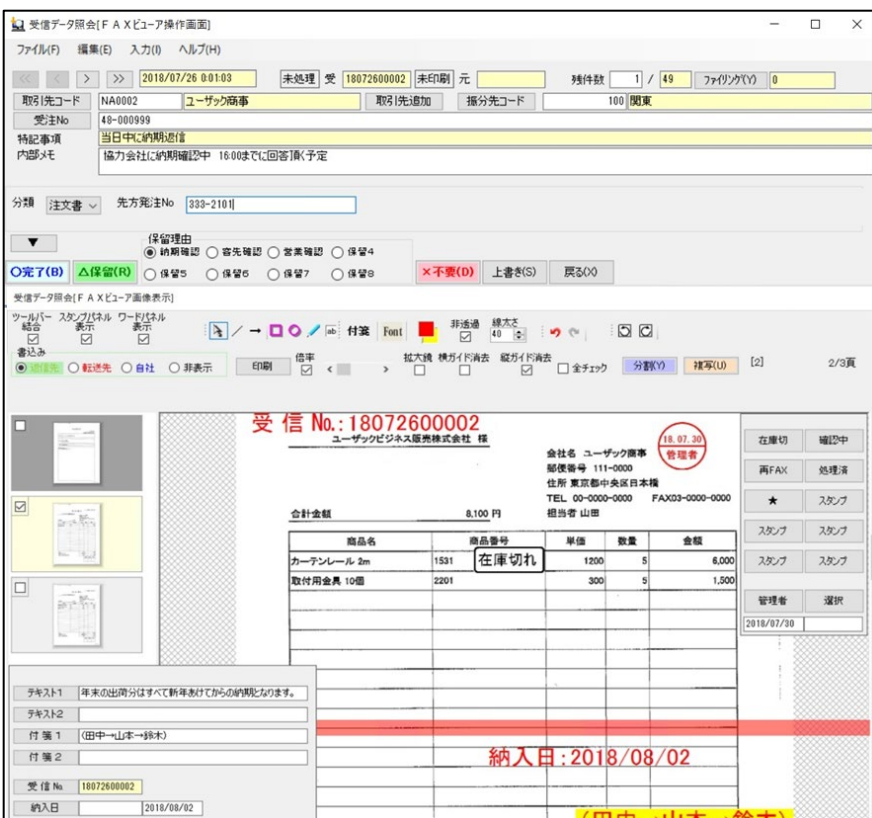 受信データ照会[ＦＡＸビューア操作画面]
ファイル(F) 編集(E) 入力(I) ヘルプ(H)
<< < > >> 2018/07/26 0:01:03 未処理 受 18072600002 未印刷 元 残件数 1 / 49 ファイリング(Y) 0
取引先コード NA0002 ユーザック商事 取引先追加 振分先コード 100 関東
受注No 48-000999
特記事項 当日中に納期返信
内部メモ 協力会社に納期確認中 16:00までに回答頂く予定
分類 注文書 先方発注No 333-2101
▼ 保留理由
納期確認 客先確認 営業確認 保留4
○完了(B) △保留(R) 保留5 保留6 保留7 保留8 ×不要(D) 上書き(S) 戻る(X)
受信データ照会[ＦＡＸビューア画像表示]
ツールバー結合 スタンプパネル表示 ワードパネル表示 ab 付箋 Font 非透過 線太さ 40
書込み
返信先 転送先 自社 非表示 印刷 倍率 < > 拡大鏡 横ガイド消去 縦ガイド消去 全チェック 分割(Y) 複写(U) [2] 2/3頁
受信No.:18072600002
ユーザックビジネス販売株式会社 様
18.07.30
管理者
会社名 ユーザック商事
郵便番号 111-0000
住所 東京都中央区日本橋
TEL 00-0000-0000 FAX03-0000-0000
合計金額 8,100 円 担当者 山田
商品名 商品番号 単価 数量 金額
カーテンレール 2m 1531 在庫切れ 1200 5 6,000
取付用金具 10個 2201 300 5 1,500
在庫切 確認中
再FAX 処理済
★ スタンプ
スタンプ スタンプ
スタンプ スタンプ
管理者 選択
2018/07/30
テキスト1 年末の出荷分はすべて新年あけてからの納期となります。
テキスト2
付箋1 (田中→山本→鈴木)
付箋2
納入日:2018/08/02
受信No 18072600002
納入日 2018/08/02
(田中→山本→鈴木)